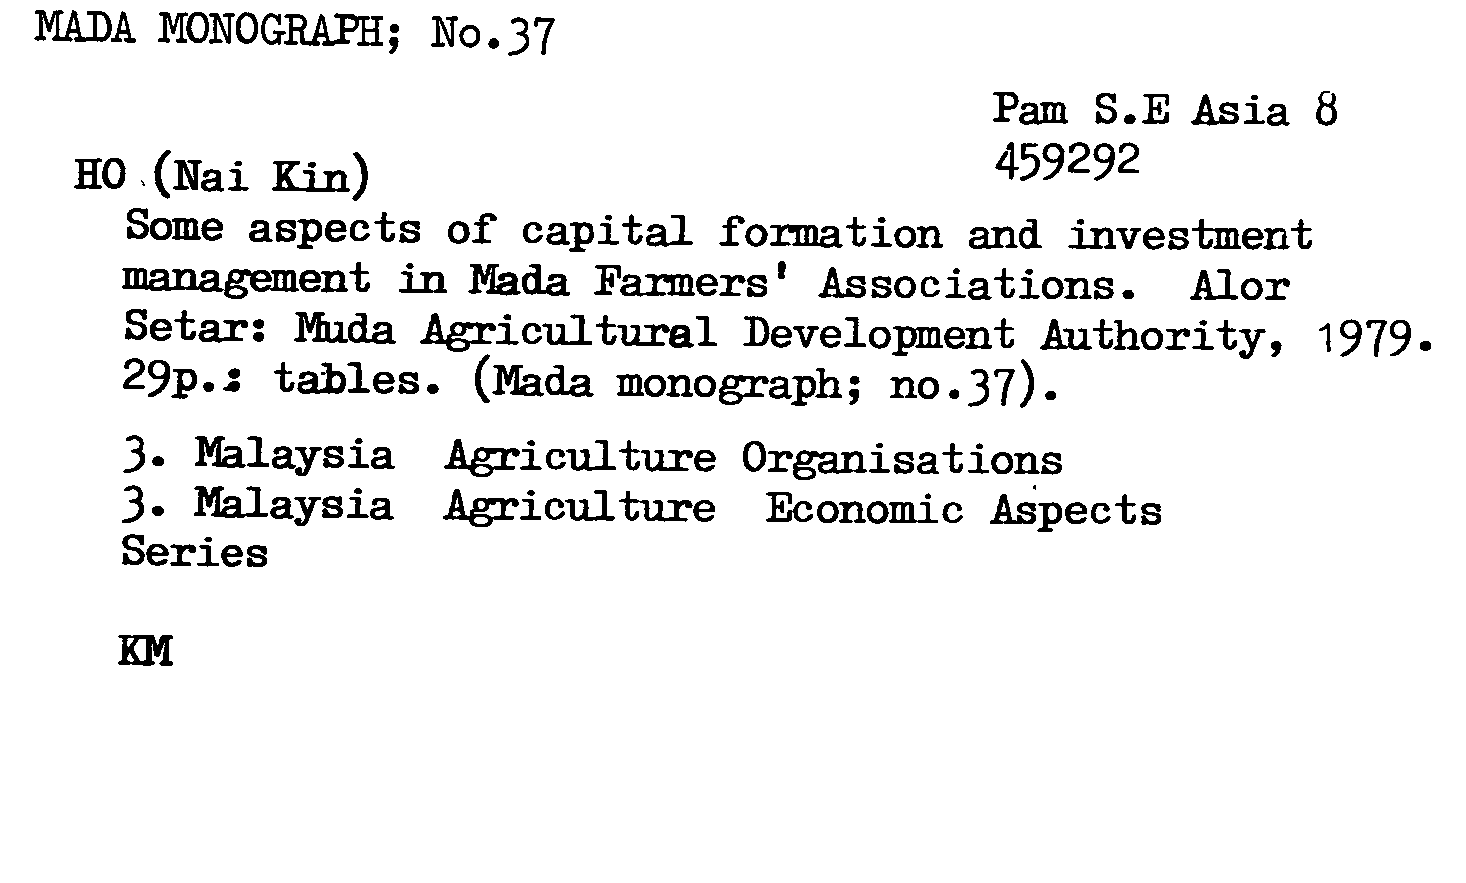 MADA MONOGRAPH; No.37
Pam S.E Asia 8
459292
HO (Nai Kin)
Some aspects of capital formation and investment
management in Mada Farmers' Associations. Alor
Setar: Muda Agricultural Development Authority, 1979.
29p.: tables. (Mada monograph; no.37).
3. Malaysia Agriculture Organisations
3. Malaysia Agriculture Economic Aspects
Series
KM